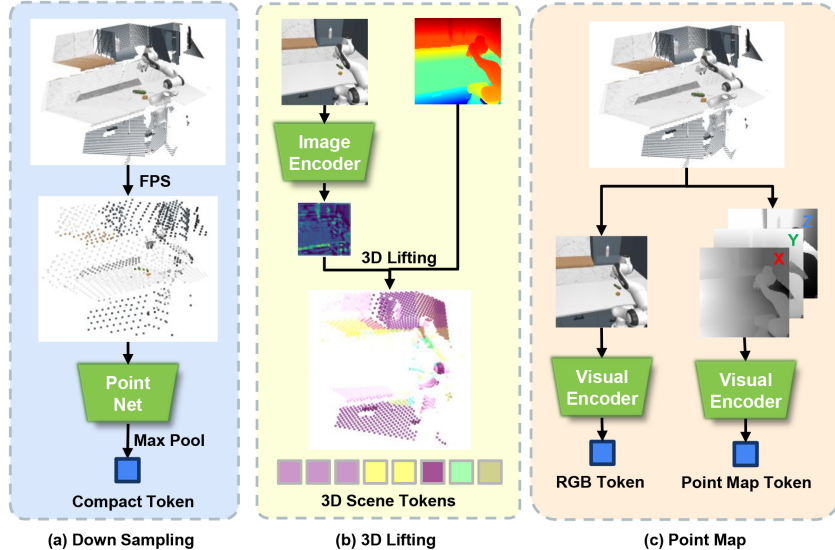 FPS
Point
Net
Max Pool
Compact Token
(a) Down Sampling
Image
Encoder
3D Lifting
3D Scene Tokens
(b) 3D Lifting
Z
Y
X
Visual
Encoder
Visual
Encoder
RGB Token
Point Map Token
(c) Point Map